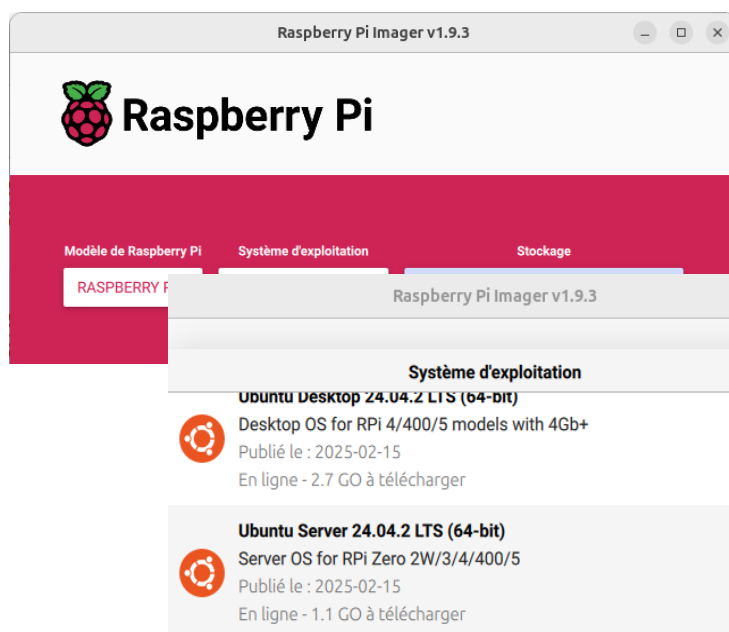 Raspberry Pi Imager v1.9.3
Raspberry Pi
Modèle de Raspberry Pi Système d'exploitation Stockage
RASPBERRY
Raspberry Pi Imager v1.9.3
Système d'exploitation
Ubuntu Desktop 24.04.2 LTS (64-bit)
Desktop OS for RPi 4/400/5 models with 4Gb+
Publié le : 2025-02-15
En ligne - 2.7 GO à télécharger
Ubuntu Server 24.04.2 LTS (64-bit)
Server OS for RPi Zero 2W/3/4/400/5
Publié le : 2025-02-15
En ligne - 1.1 GO à télécharger